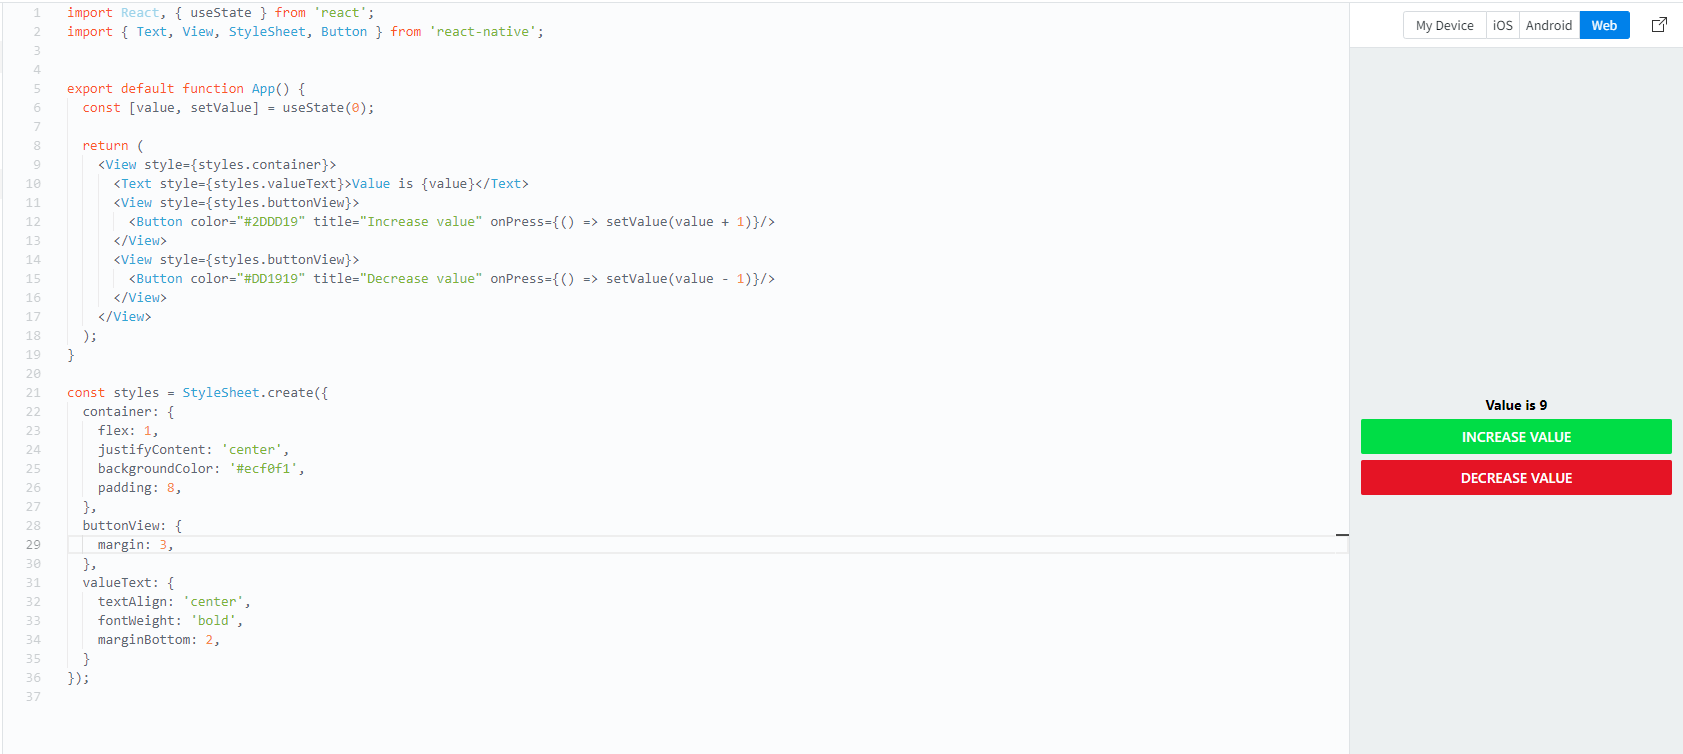 1 import React, { useState } from 'react';
2 import { Text, View, StyleSheet, Button } from 'react-native';
3
4
5 export default function App() {
6   const [value, setValue] = useState(0);
7
8   return (
9     <View style={styles.container}>
10       <Text style={styles.valueText}>Value is {value}</Text>
11       <View style={styles.buttonView}>
12         <Button color="#2DDD19" title="Increase value" onPress={() => setValue(value + 1)}/>
13       </View>
14       <View style={styles.buttonView}>
15         <Button color="#DD1919" title="Decrease value" onPress={() => setValue(value - 1)}/>
16       </View>
17     </View>
18   );
19 }
20
21 const styles = StyleSheet.create({
22   container: {
23     flex: 1,
24     justifyContent: 'center',
25     backgroundColor: '#ecf0f1',
26     padding: 8,
27   },
28   buttonView: {
29     margin: 3,
30   },
31   valueText: {
32     textAlign: 'center',
33     fontWeight: 'bold',
34     marginBottom: 2,
35   }
36 });
37
My Device iOS Android Web
Value is 9
INCREASE VALUE
DECREASE VALUE